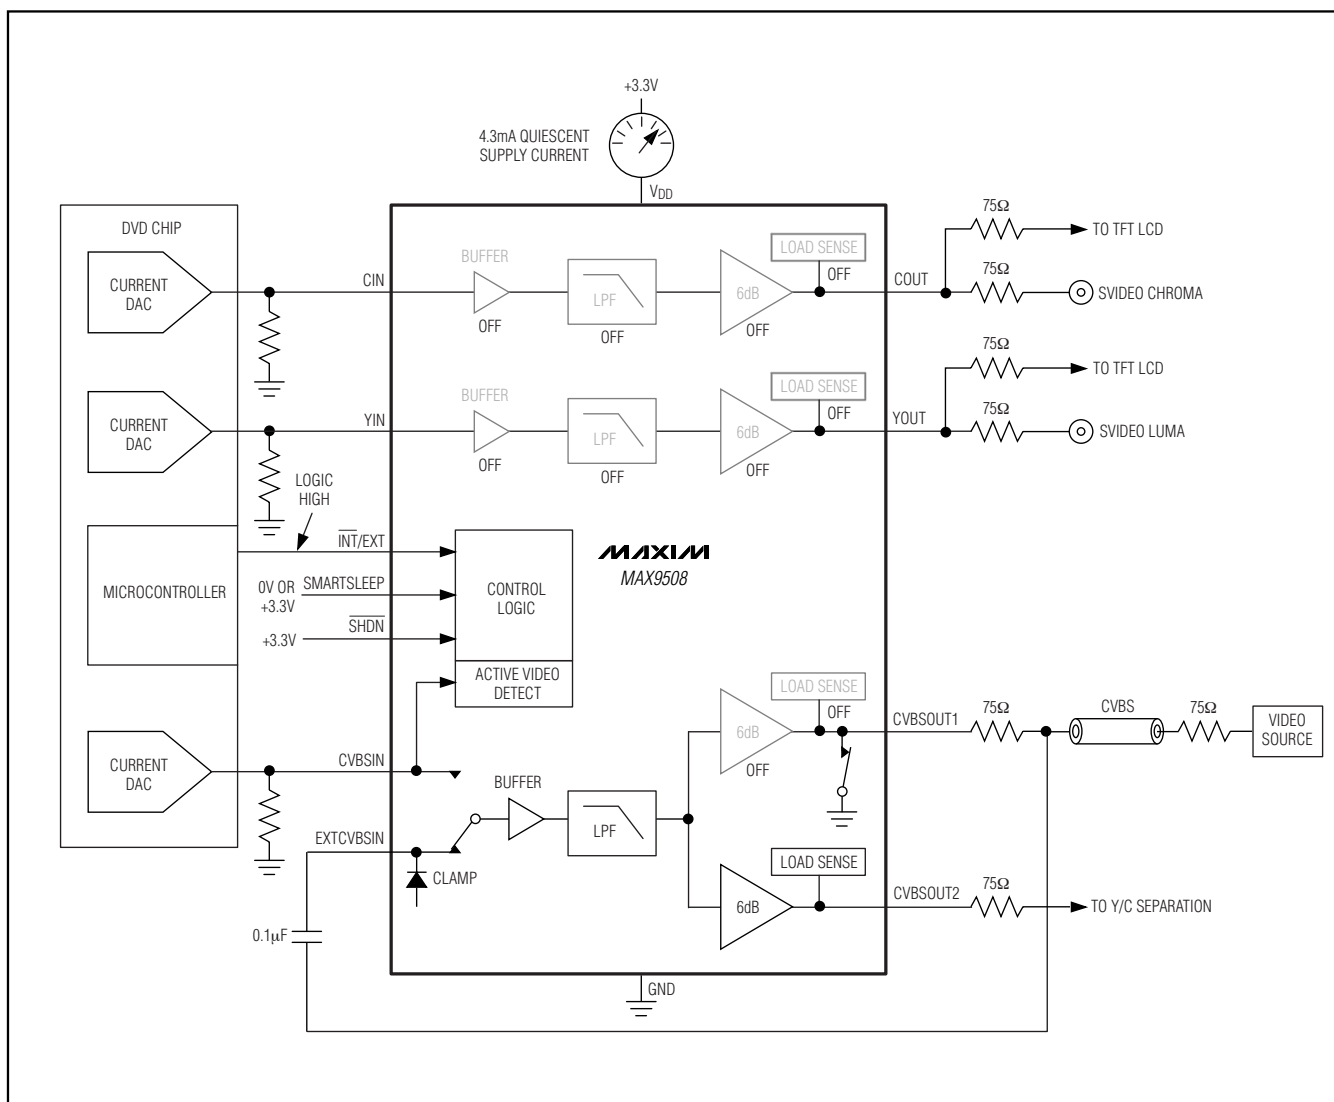 +3.3V
4.3mA QUIESCENT
SUPPLY CURRENT
VDD
DVD CHIP
CURRENT
DAC
CIN
BUFFER
OFF
LPF
OFF
6dB
OFF
LOAD SENSE
OFF
COUT
75Ω
TO TFT LCD
75Ω
SVIDEO CHROMA
CURRENT
DAC
YIN
BUFFER
OFF
LPF
OFF
6dB
OFF
LOAD SENSE
OFF
YOUT
75Ω
TO TFT LCD
75Ω
SVIDEO LUMA
LOGIC
HIGH
MICROCONTROLLER
INT/EXT
0V OR
+3.3V
SMARTSLEEP
+3.3V
SHDN
CONTROL
LOGIC
ACTIVE VIDEO
DETECT
MAXIM
MAX9508
CURRENT
DAC
CVBSIN
EXTCVBSIN
CLAMP
BUFFER
LPF
6dB
OFF
LOAD SENSE
OFF
CVBSOUT1
75Ω
CVBS
75Ω
VIDEO
SOURCE
6dB
LOAD SENSE
CVBSOUT2
75Ω
TO Y/C SEPARATION
0.1µF
GND